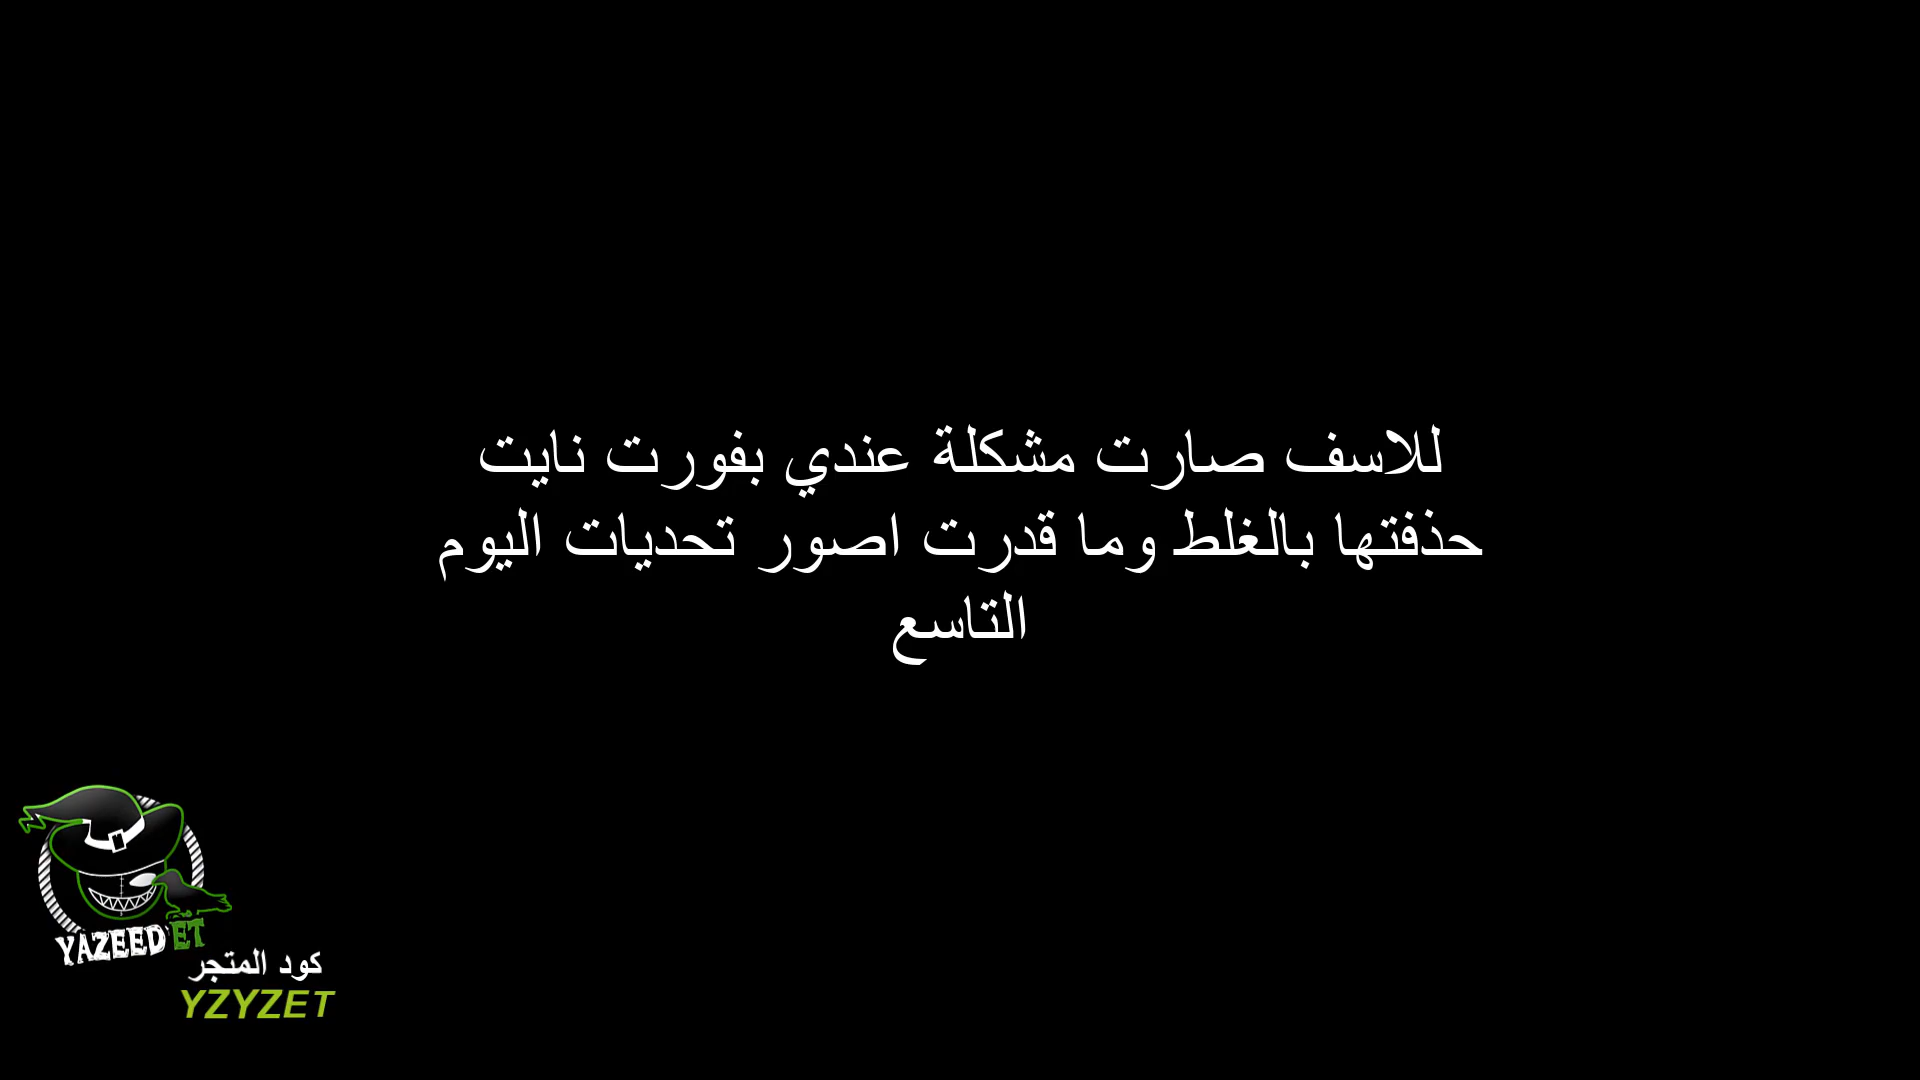 للاسف صارت مشكلة عندي بفورت نايت
حذفتها بالغلط وما قدرت اصور تحديات اليوم
التاسع
YAZEED ET
كود المتجر
YZYZET